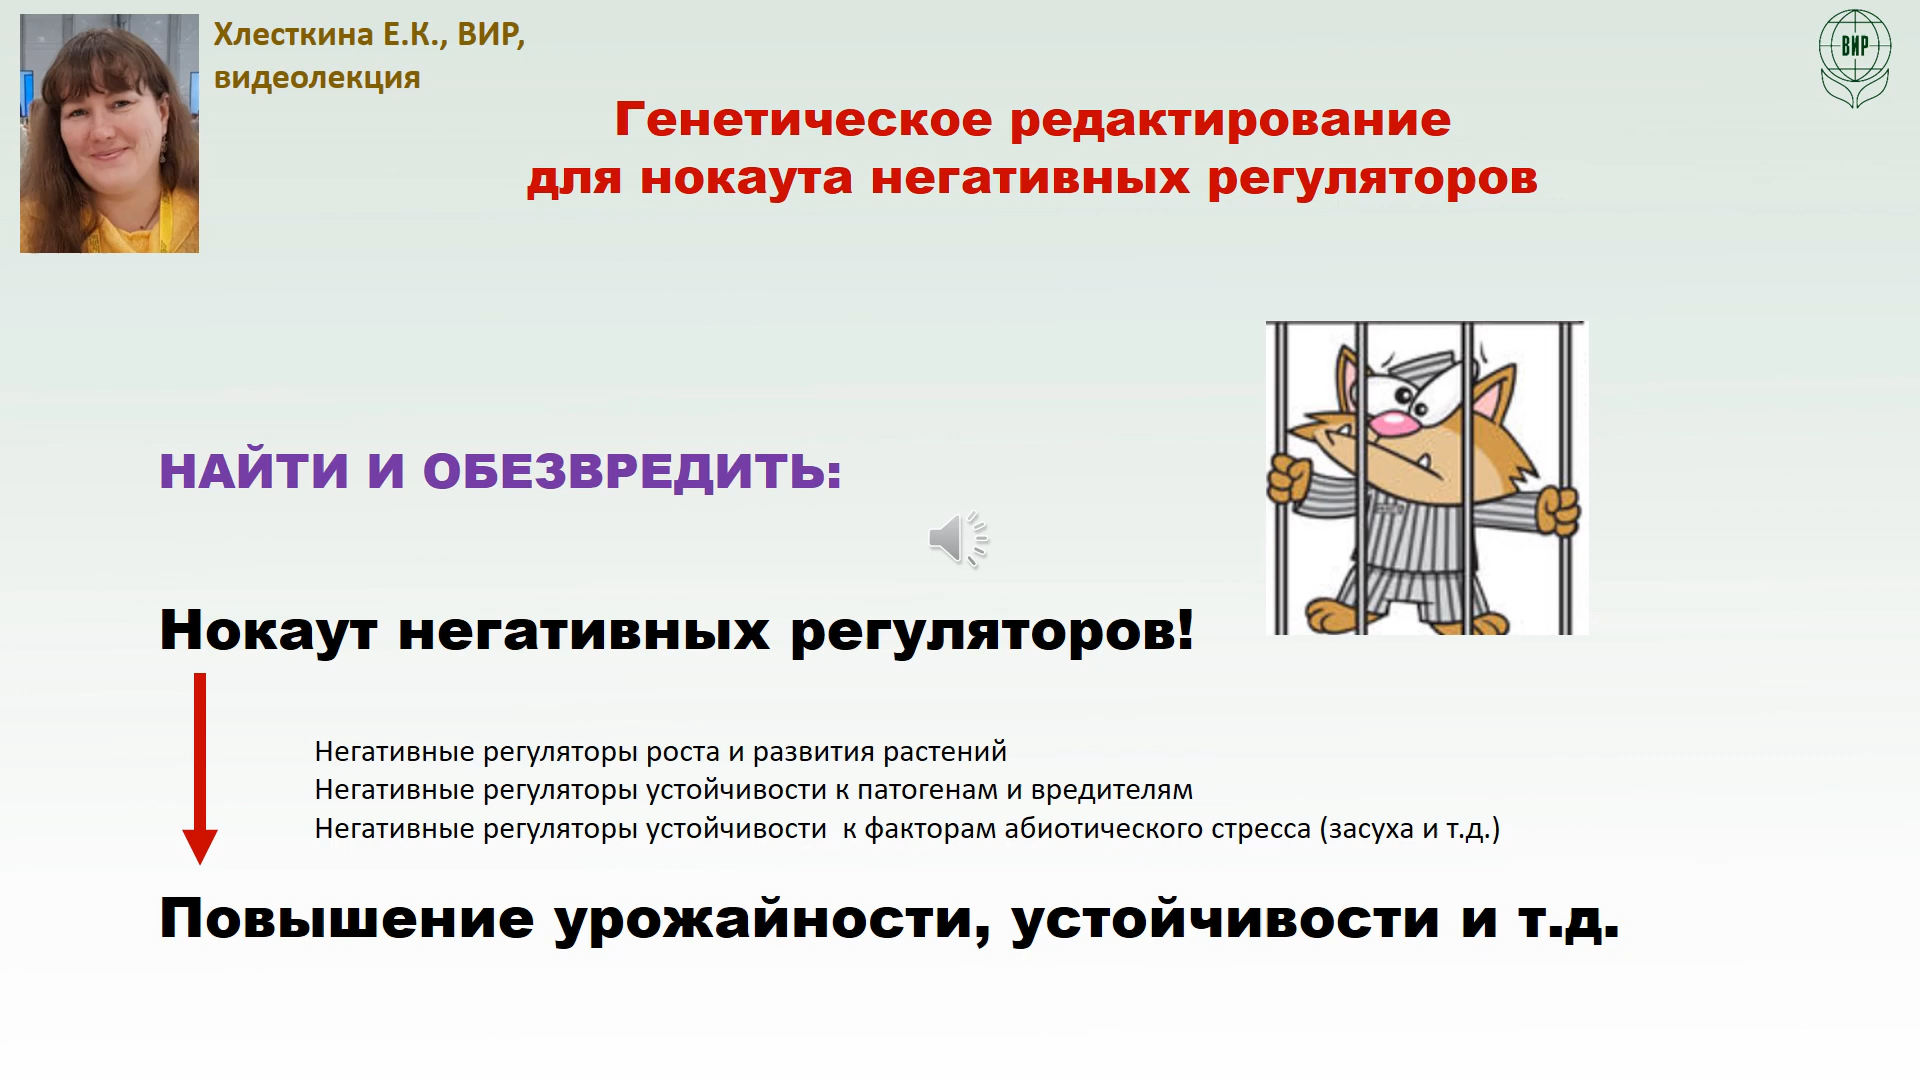 Хлесткина Е.К., ВИР,
видеолекция
ВИР
Генетическое редактирование
для нокаута негативных регуляторов
НАЙТИ И ОБЕЗВРЕДИТЬ:
Нокаут негативных регуляторов!
Негативные регуляторы роста и развития растений
Негативные регуляторы устойчивости к патогенам и вредителям
Негативные регуляторы устойчивости к факторам абиотического стресса (засуха и т.д.)
Повышение урожайности, устойчивости и т.д.